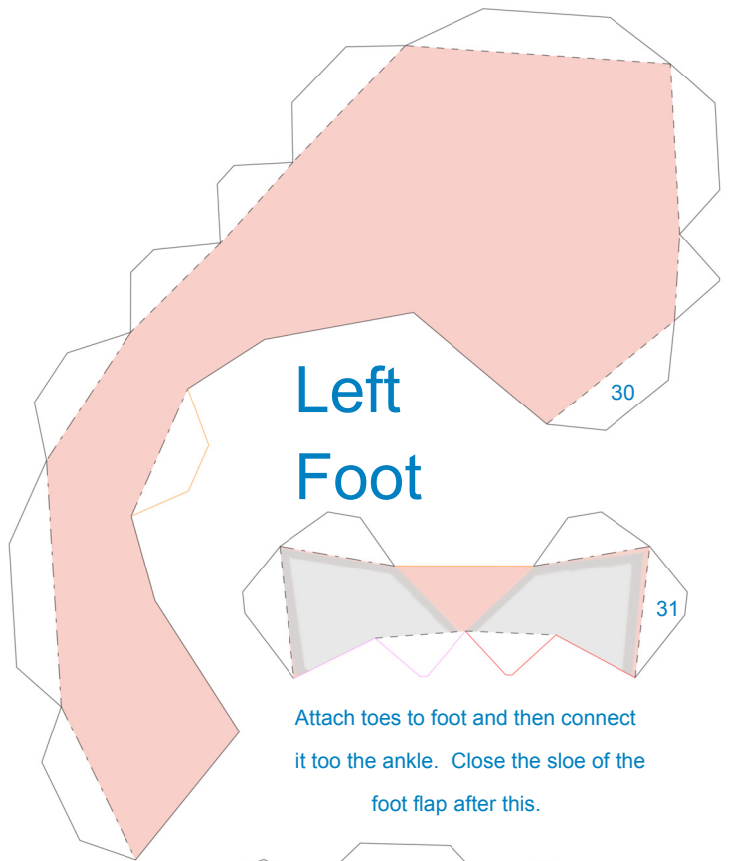 30
Left
Foot
31
Attach toes to foot and then connect
it too the ankle.  Close the sloe of the
foot flap after this.